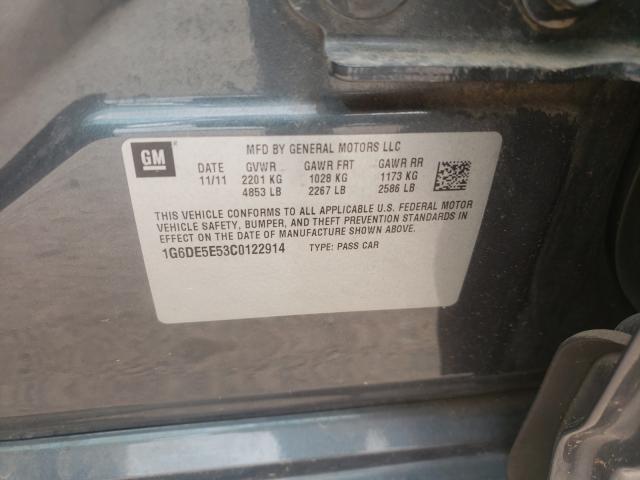 GM
MFD BY GENERAL MOTORS LLC
DATE GVWR GAWR FRT GAWR RR
11/11 2201 KG 1028 KG 1173 KG
4853 LB 2267 LB 2586 LB
THIS VEHICLE CONFORMS TO ALL APPLICABLE U.S. FEDERAL MOTOR
VEHICLE SAFETY, BUMPER, AND THEFT PREVENTION STANDARDS IN
EFFECT ON THE DATE OF MANUFACTURE SHOWN ABOVE.
1G6DE5E53C0122914 TYPE: PASS CAR